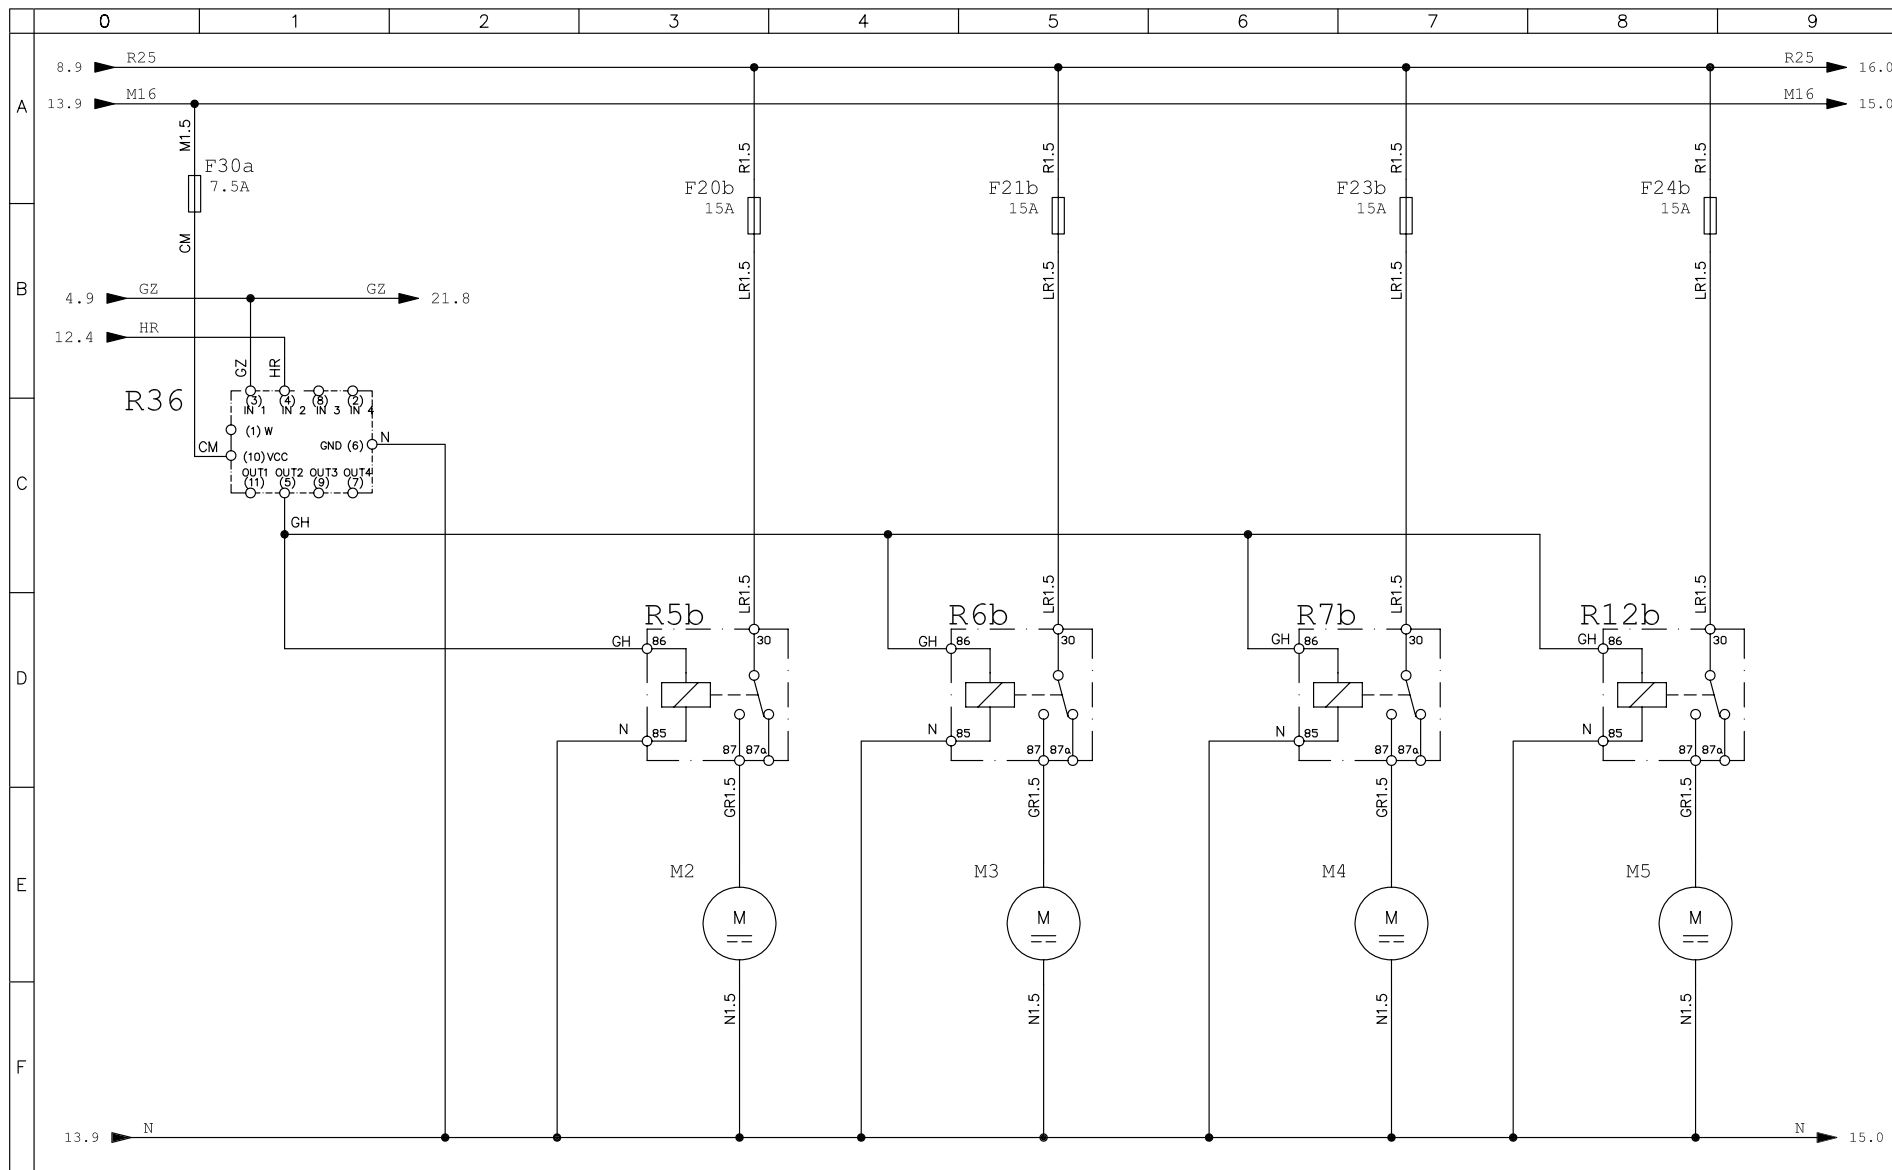 0 1 2 3 4 5 6 7 8 9
8.9 R25 R25 16.0
A 13.9 M16 M16 15.0
M1.5 R1.5 R1.5 R1.5 R1.5
F30a
7.5A
F20b F21b F23b F24b
15A 15A 15A 15A
CM
LR1.5 LR1.5 LR1.5 LR1.5
B 4.9 GZ GZ 21.8
12.4 HR
GZ HR
R36
(3) (4) (8) (2)
IN 1 IN 2 IN 3 IN 4
(1) W
GND (6) N
CM (10) VCC
OUT1 OUT2 OUT3 OUT4
C (11) (5) (9) (7)
GH
LR1.5 LR1.5 LR1.5 LR1.5
R5b R6b R7b R12b
GH 86 30 GH 86 30 GH 86 30 GH 86 30
D
N 85 N 85 N 85 N 85
87 87a 87 87a 87 87a 87 87a
GR1.5 GR1.5 GR1.5 GR1.5
E M2 M3 M4 M5
M M M M
N1.5 N1.5 N1.5 N1.5
F
13.9 N N 15.0